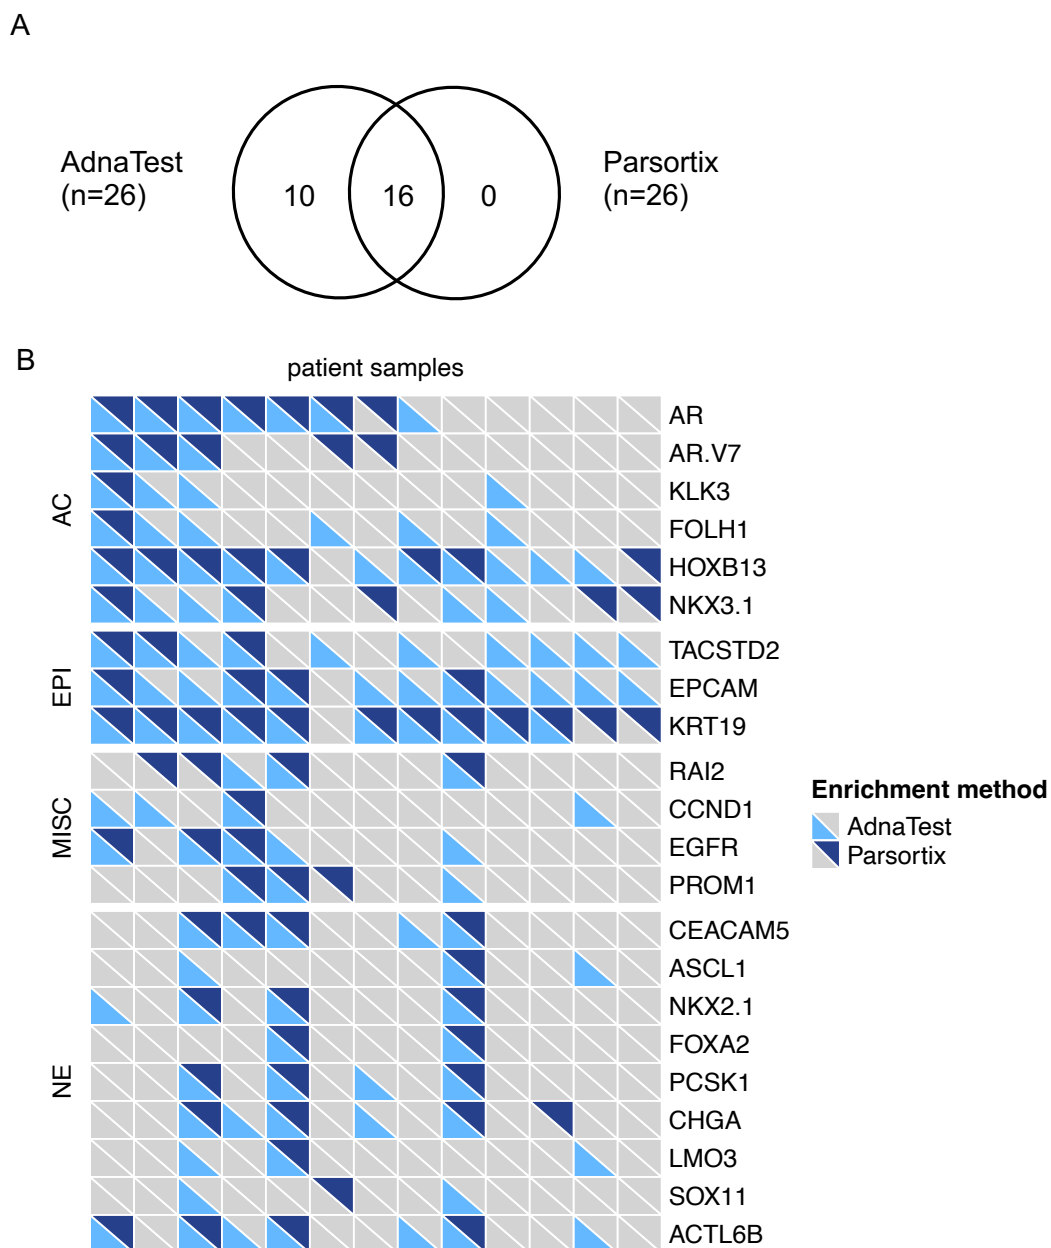 A
AdnaTest
(n=26)
10
16
0
Parsortix
(n=26)
B
patient samples
AC
AR
AR.V7
KLK3
FOLH1
HOXB13
NKX3.1
EPI
TACSTD2
EPCAM
KRT19
MISC
RAI2
CCND1
EGFR
PROM1
Enrichment method
AdnaTest
Parsortix
NE
CEACAM5
ASCL1
NKX2.1
FOXA2
PCSK1
CHGA
LMO3
SOX11
ACTL6B